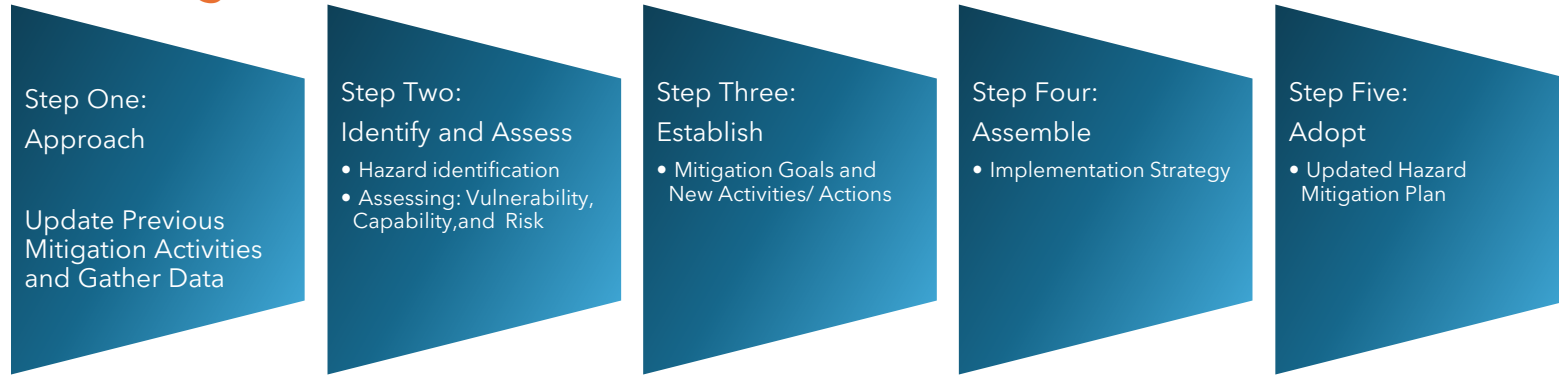 Step One:
Approach
Update Previous
Mitigation Activities
and Gather Data
Step Two:
Identify and Assess
• Hazard identification
• Assessing: Vulnerability,
Capability,and Risk
Step Three:
Establish
• Mitigation Goals and
New Activities/ Actions
Step Four:
Assemble
• Implementation Strategy
Step Five:
Adopt
• Updated Hazard
Mitigation Plan